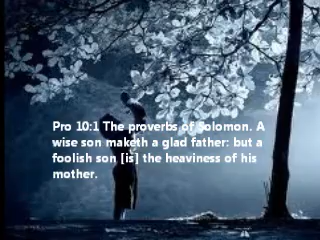 Pro 10:1 The proverbs of Solomon. A
wise son maketh a glad father: but a
foolish son [is] the heaviness of his
mother.